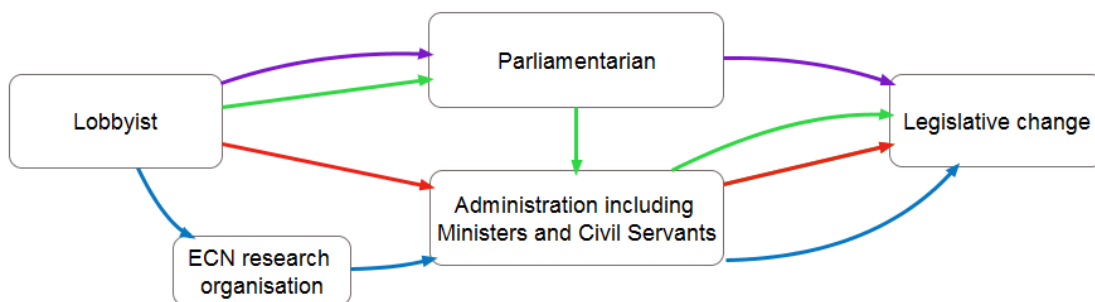 Parliamentarian
Lobbyist
Legislative change
Administration including
Ministers and Civil Servants
ECN research
organisation